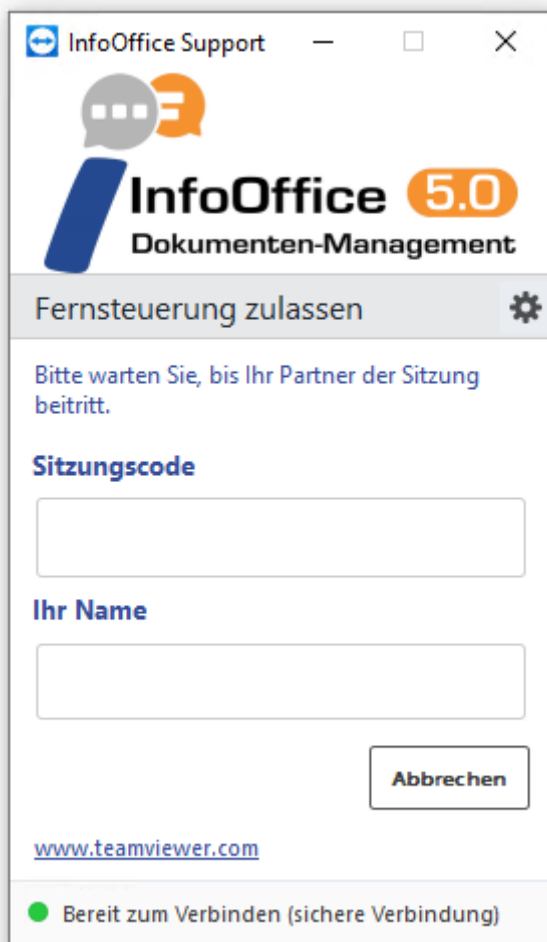 InfoOffice Support
InfoOffice 5.0
Dokumenten-Management
Fernsteuerung zulassen
Bitte warten Sie, bis Ihr Partner der Sitzung
beitritt.
Sitzungscode
Ihr Name
Abbrechen
www.teamviewer.com
Bereit zum Verbinden (sichere Verbindung)